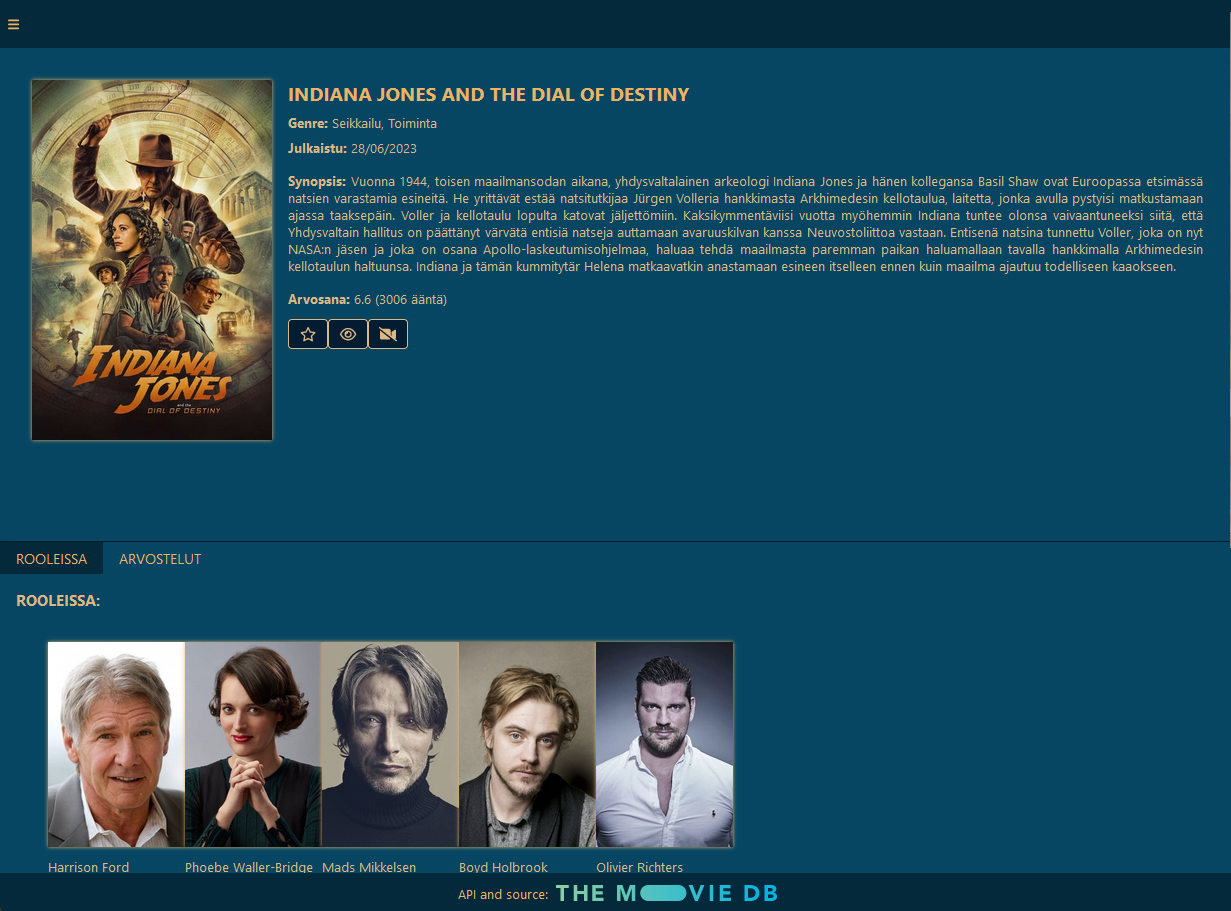 INDIANA JONES AND THE DIAL OF DESTINY
Genre: Seikkailu, Toiminta
Julkaistu: 28/06/2023
Synopsis: Vuonna 1944, toisen maailmansodan aikana, yhdysvaltalainen arkeologi Indiana Jones ja hänen kollegansa Basil Shaw ovat Euroopassa etsimässä
natsien varastamia esineitä. He yrittävät estää natsitutkijaa Jürgen Volleria hankkimasta Arkhimedesin kellotaulua, laitetta, jonka avulla pystyisi matkustamaan
ajassa taaksepäin. Voller ja kellotaulu lopulta katovat jäljettömiin. Kaksikymmentäviisi vuotta myöhemmin Indiana tuntee olonsa vaivaantuneeksi siitä, että
Yhdysvaltain hallitus on päättänyt värvätä entisiä natseja auttamaan avaruuskilvan kanssa Neuvostoliittoa vastaan. Entisenä natsina tunnettu Voller, joka on nyt
NASA:n jäsen ja joka on osana Apollo-laskeutumisohjelmaa, haluaa tehdä maailmasta paremman paikan haluamallaan tavalla hankkimalla Arkhimedesin
kellotaulun haltuunsa. Indiana ja tämän kummitytär Helena matkaavatkin anastamaan esineen itselleen ennen kuin maailma ajautuu todelliseen kaaokseen.
Arvosana: 6.6 (3006 ääntä)
INDIANA
JONES
and the
DIAL OF DESTINY
ROOLEISSA ARVOSTELUT
ROOLEISSA:
Harrison Ford Phoebe Waller-Bridge Mads Mikkelsen Boyd Holbrook Olivier Richters
API and source: THE MOVIE DB